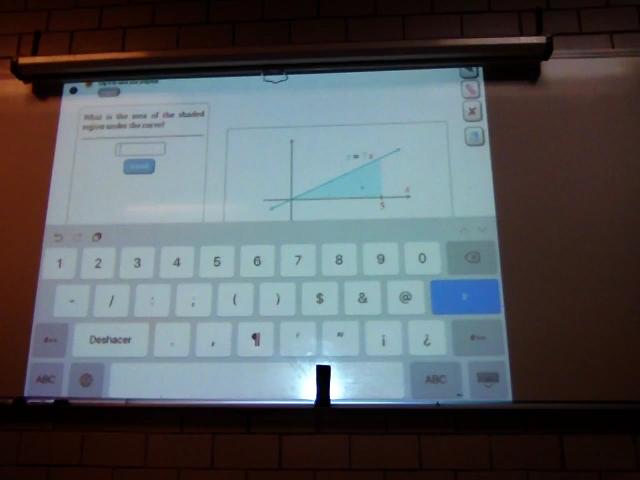 What is the area of the shaded
region under the curve?
x
5
1 2 3 4 5 6 7 8 9 0
- / : ; ( ) $ & @
Deshacer . , ¶ ' " ¡ ¿
ABC ABC